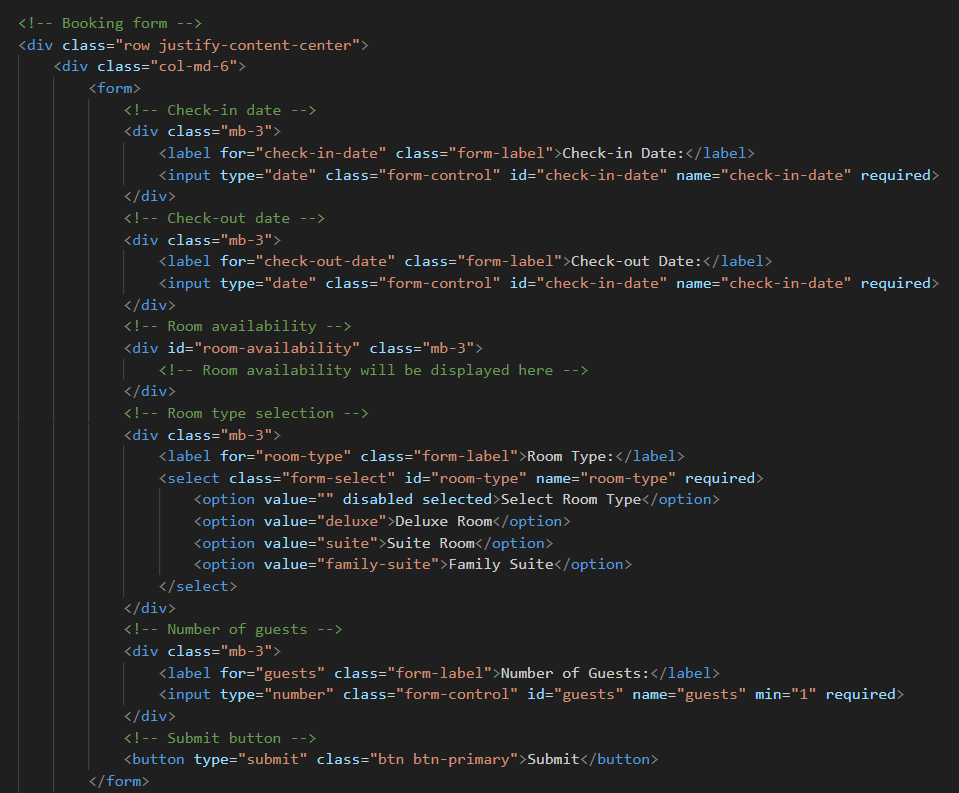 <!-- Booking form -->
<div class="row justify-content-center">
<div class="col-md-6">
<form>
<!-- Check-in date -->
<div class="mb-3">
<label for="check-in-date" class="form-label">Check-in Date:</label>
<input type="date" class="form-control" id="check-in-date" name="check-in-date" required>
</div>
<!-- Check-out date -->
<div class="mb-3">
<label for="check-out-date" class="form-label">Check-out Date:</label>
<input type="date" class="form-control" id="check-in-date" name="check-in-date" required>
</div>
<!-- Room availability -->
<div id="room-availability" class="mb-3">
<!-- Room availability will be displayed here -->
</div>
<!-- Room type selection -->
<div class="mb-3">
<label for="room-type" class="form-label">Room Type:</label>
<select class="form-select" id="room-type" name="room-type" required>
<option value="" disabled selected>Select Room Type</option>
<option value="deluxe">Deluxe Room</option>
<option value="suite">Suite Room</option>
<option value="family-suite">Family Suite</option>
</select>
</div>
<!-- Number of guests -->
<div class="mb-3">
<label for="guests" class="form-label">Number of Guests:</label>
<input type="number" class="form-control" id="guests" name="guests" min="1" required>
</div>
<!-- Submit button -->
<button type="submit" class="btn btn-primary">Submit</button>
</form>